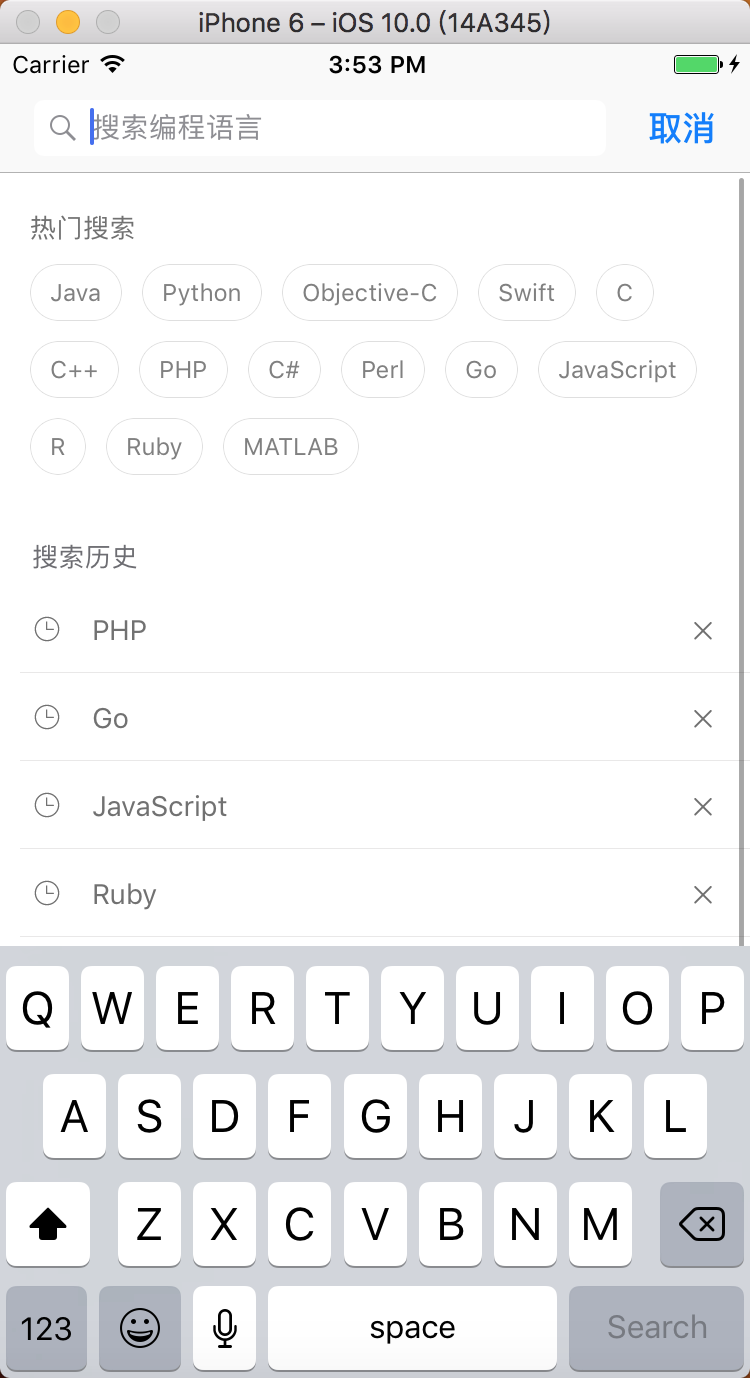 iPhone 6 – iOS 10.0 (14A345)
Carrier 3:53 PM
搜索编程语言 取消
热门搜索
Java Python Objective-C Swift C
C++ PHP C# Perl Go JavaScript
R Ruby MATLAB
搜索历史
PHP
Go
JavaScript
Ruby
Q W E R T Y U I O P
A S D F G H J K L
Z X C V B N M
123 space Search